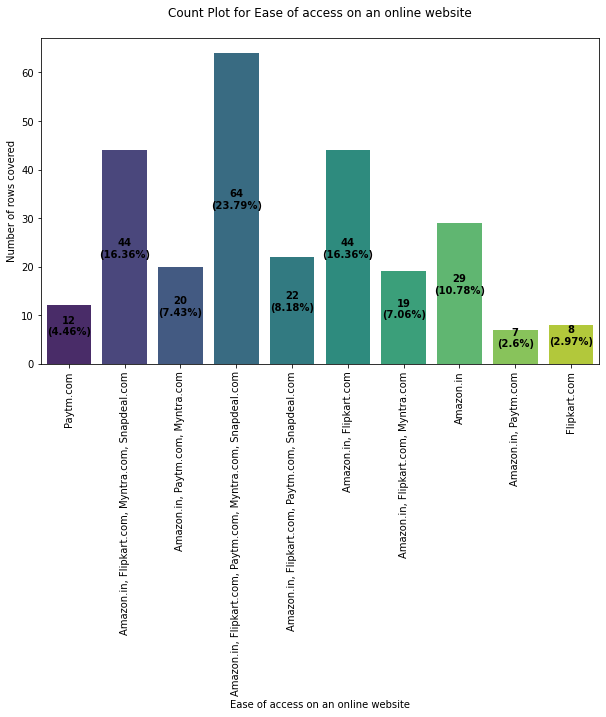 Count Plot for Ease of access on an online website
Number of rows covered
60
50
40
30
20
10
0
12
(4.46%)
44
(16.36%)
20
(7.43%)
64
(23.79%)
22
(8.18%)
44
(16.36%)
19
(7.06%)
29
(10.78%)
7
(2.6%)
8
(2.97%)
Paytm.com
Amazon.in, Flipkart.com, Myntra.com, Snapdeal.com
Amazon.in, Paytm.com, Myntra.com
Amazon.in, Flipkart.com, Paytm.com, Myntra.com, Snapdeal.com
Amazon.in, Flipkart.com, Paytm.com, Snapdeal.com
Amazon.in, Flipkart.com
Amazon.in, Flipkart.com, Myntra.com
Amazon.in
Amazon.in, Paytm.com
Flipkart.com
Ease of access on an online website